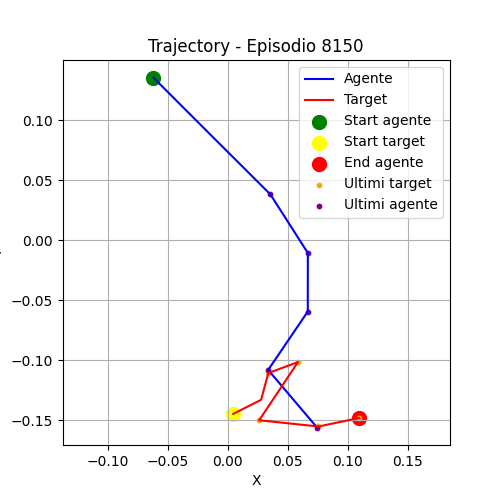 Trajectory - Episodio 8150
Agente
Target
Start agente
Start target
End agente
Ultimi target
Ultimi agente
0.10
0.05
0.00
−0.05
−0.10
−0.15
−0.10
−0.05
0.00
0.05
0.10
0.15
X